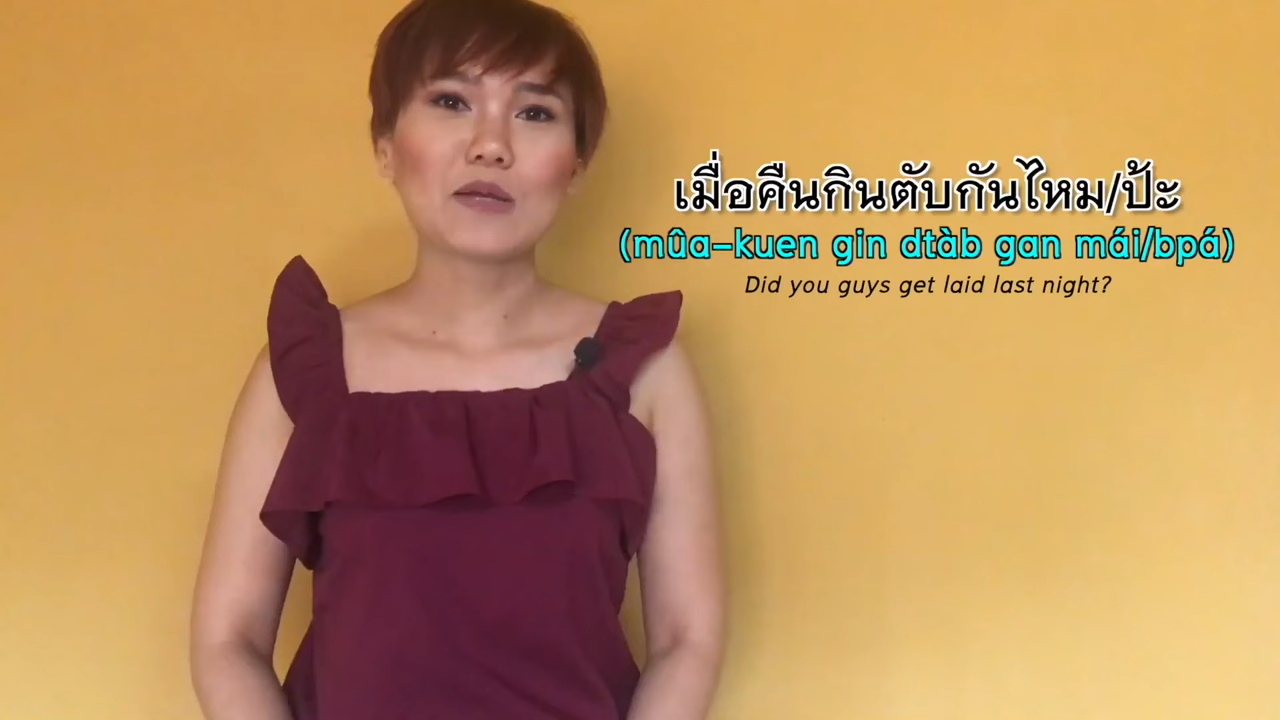 เมื่อคืนกินตับกันไหม/ป้ะ
(mûa-kuen gin dtàb gan mái/bpá)
Did you guys get laid last night?